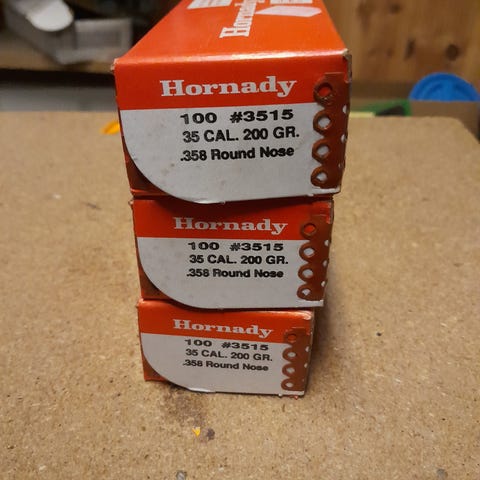 Hornady
Hornady
100 #3515
35 CAL. 200 GR.
.358 Round Nose
Hornady
100 #3515
35 CAL. 200 GR.
.358 Round Nose
Hornady
100 #3515
35 CAL. 200 GR.
.358 Round Nose